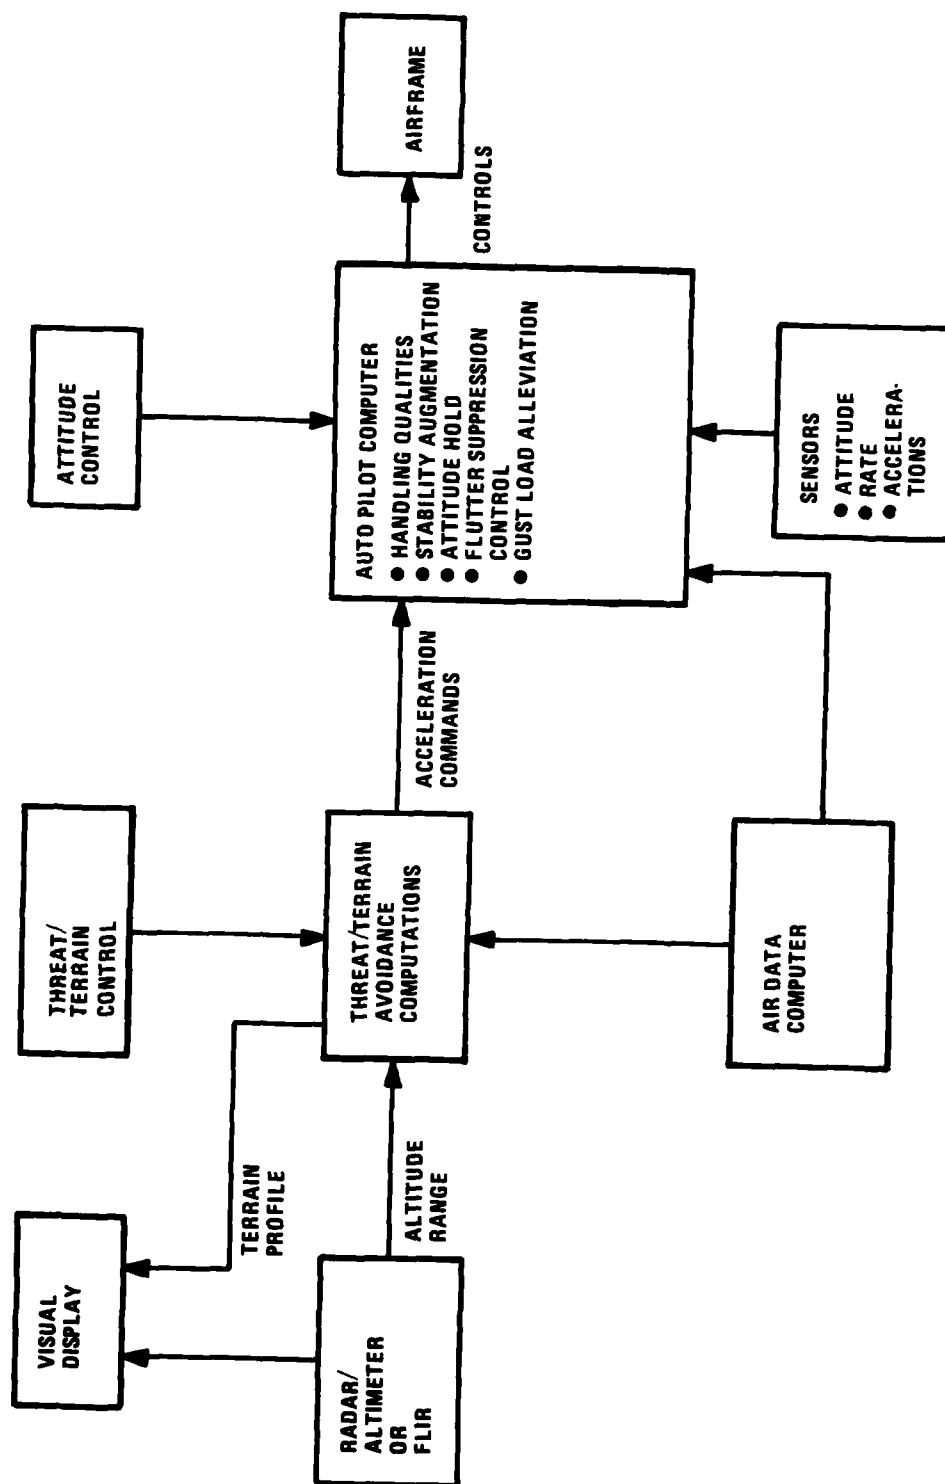 VISUAL
DISPLAY
THREAT/
TERRAIN
CONTROL
ATTITUDE
CONTROL
TERRAIN
PROFILE
RADAR/
ALTIMETER
OR
FLIR
ALTITUDE
RANGE
THREAT/TERRAIN
AVOIDANCE
COMPUTATIONS
ACCELERATION
COMMANDS
AUTO PILOT COMPUTER
● HANDLING QUALITIES
● STABILITY AUGMENTATION
● ATTITUDE HOLD
● FLUTTER SUPPRESSION
CONTROL
● GUST LOAD ALLEVIATION
CONTROLS
AIRFRAME
AIR DATA
COMPUTER
SENSORS
● ATTITUDE
● RATE
● ACCELERA-
TIONS